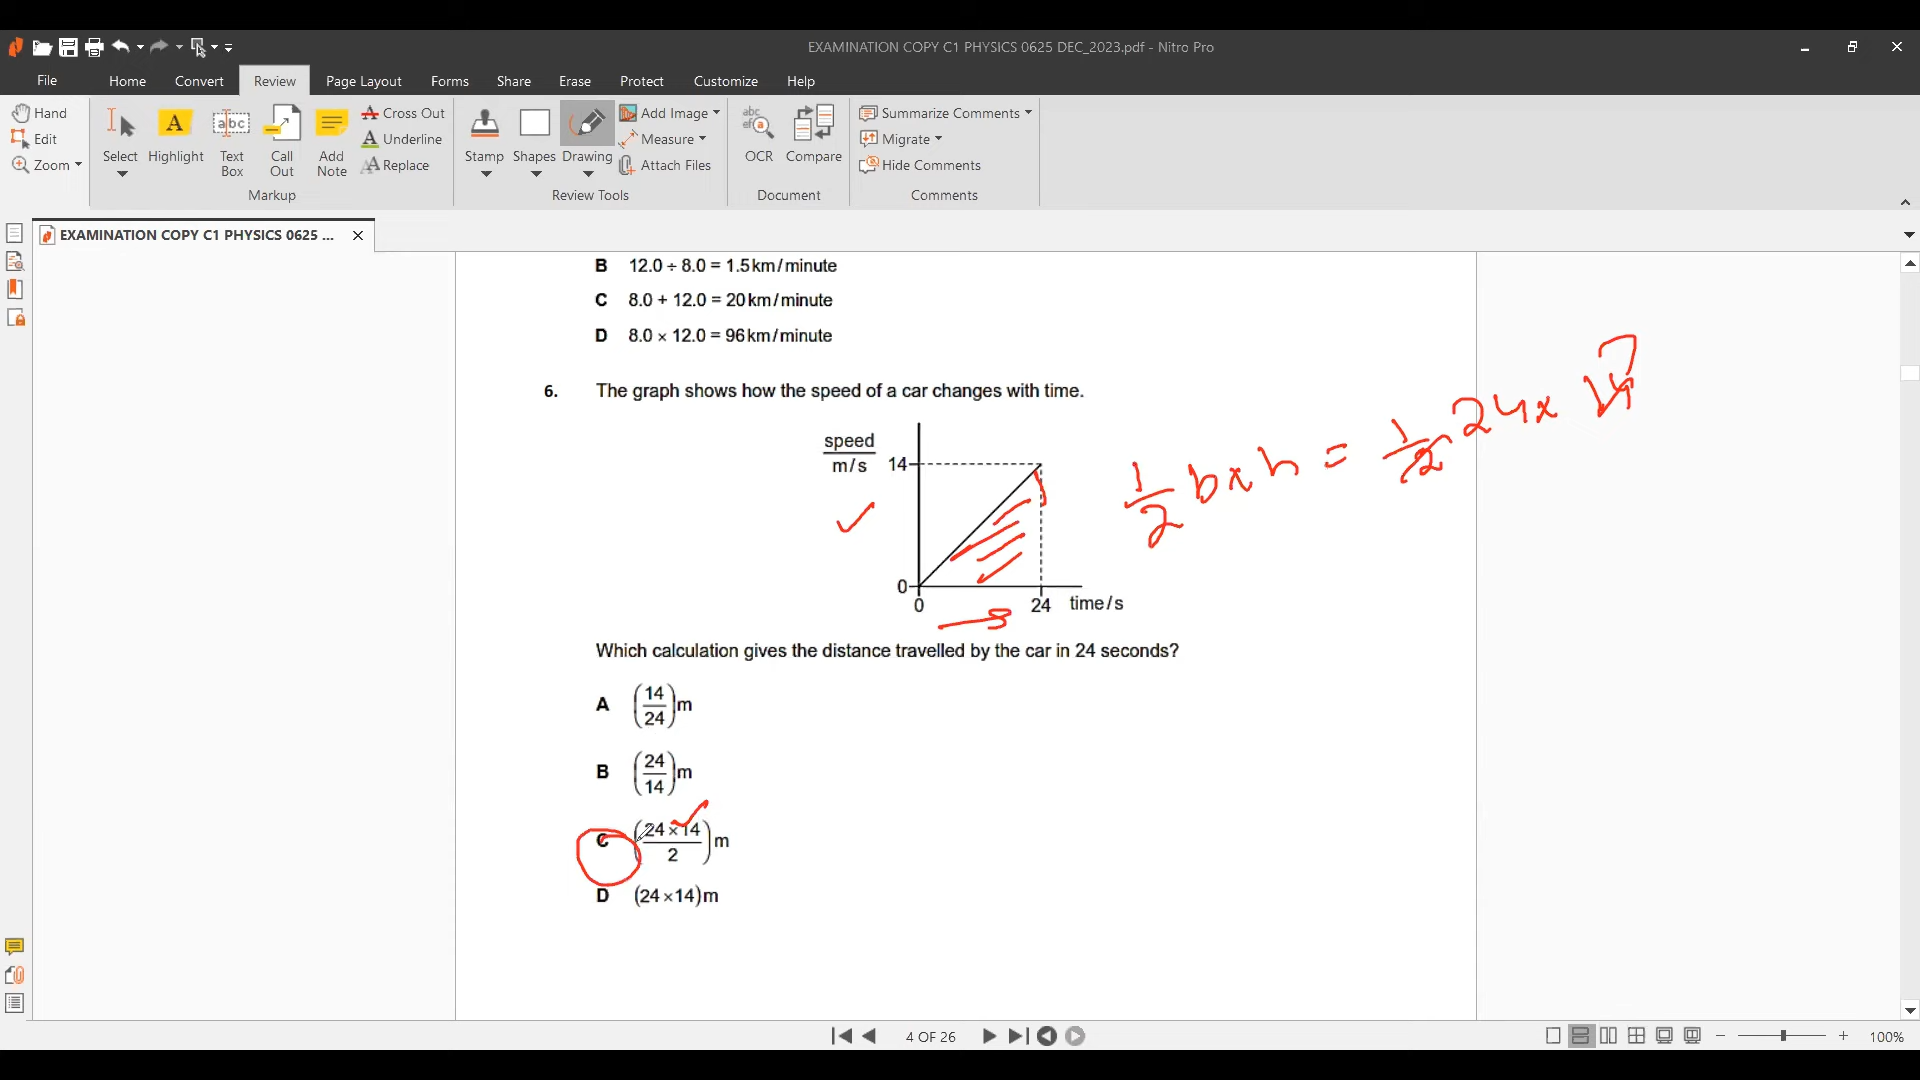 EXAMINATION COPY C1 PHYSICS 0625 DEC_2023.pdf - Nitro Pro
File Home Convert Review Page Layout Forms Share Erase Protect Customize Help
Hand
Edit
Zoom
Select
Highlight
Text Box
Call Out
Add Note
Cross Out
Underline
Replace
Markup
Stamp
Shapes
Drawing
Add Image
Measure
Attach Files
Review Tools
OCR
Compare
Document
Summarize Comments
Migrate
Hide Comments
Comments
EXAMINATION COPY C1 PHYSICS 0625 ...
B 12.0 ÷ 8.0 = 1.5 km/minute
C 8.0 + 12.0 = 20 km/minute
D 8.0 × 12.0 = 96 km/minute
6. The graph shows how the speed of a car changes with time.
speed
m/s
14
0
0 24 time/s
1/2 b x h = 1/2 24 x 14
7
Which calculation gives the distance travelled by the car in 24 seconds?
A (14/24) m
B (24/14) m
C (24 × 14/2) m
D (24 × 14) m
4 OF 26
100%